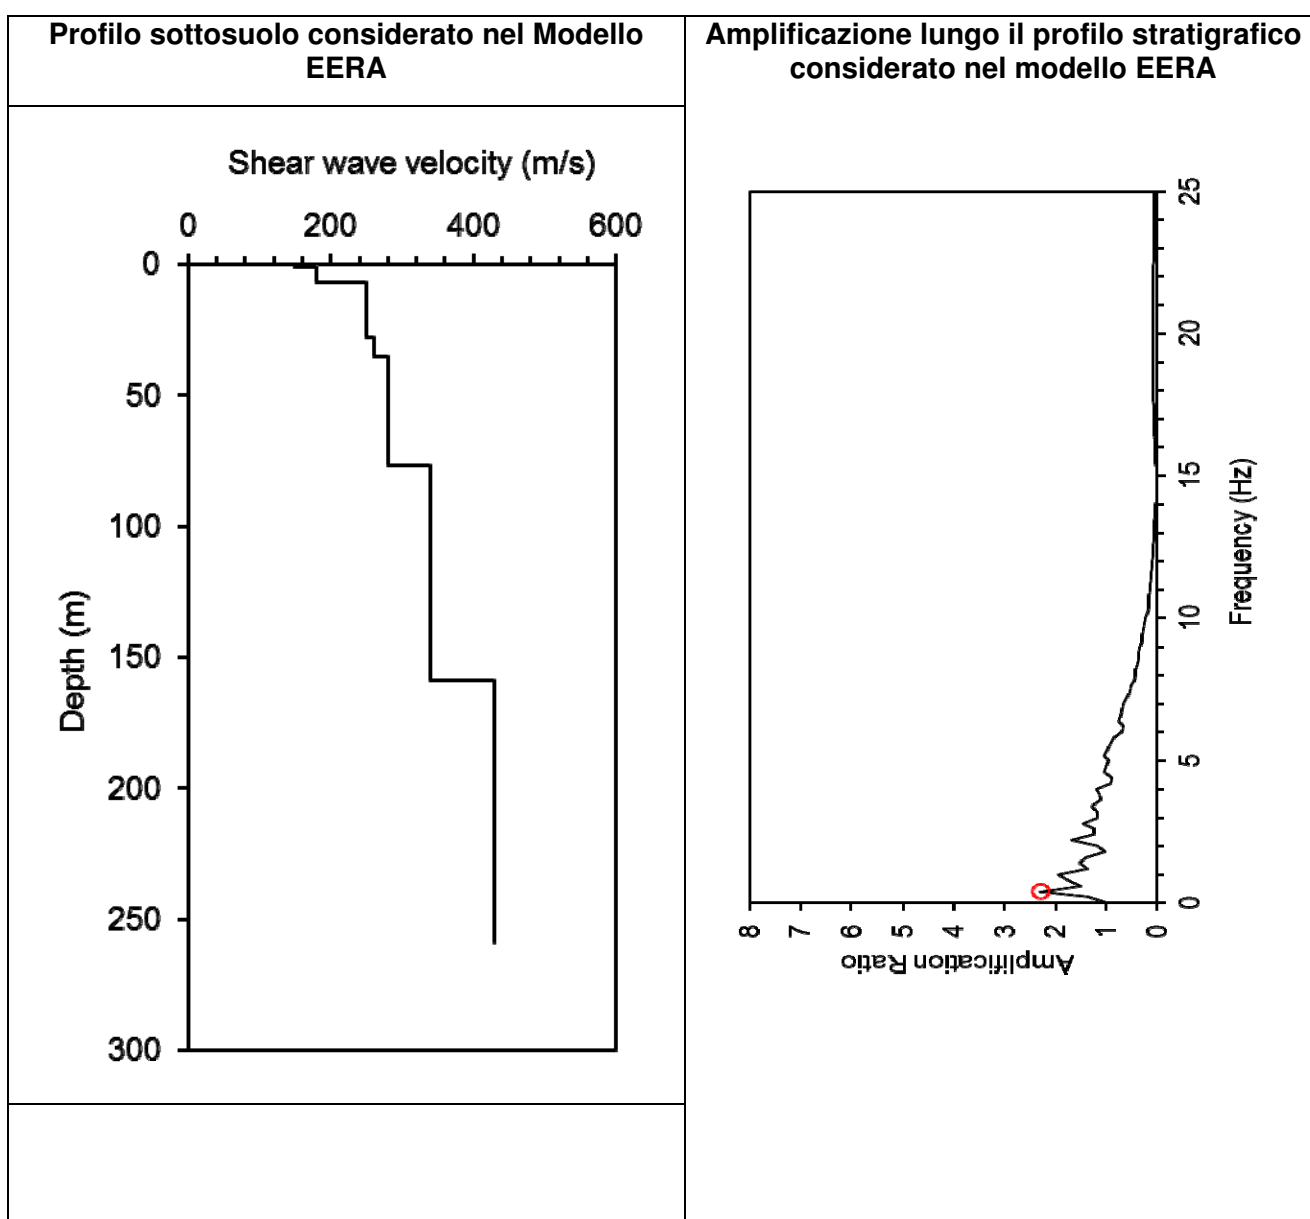 Profilo sottosuolo considerato nel Modello
EERA
Amplificazione lungo il profilo stratigrafico
considerato nel modello EERA
Shear wave velocity (m/s)
0 200 400 600
0
50
100
150
200
250
300
Depth (m)
25
20
15
10
5
0
Frequency (Hz)
8 7 6 5 4 3 2 1 0
Amplification Ratio